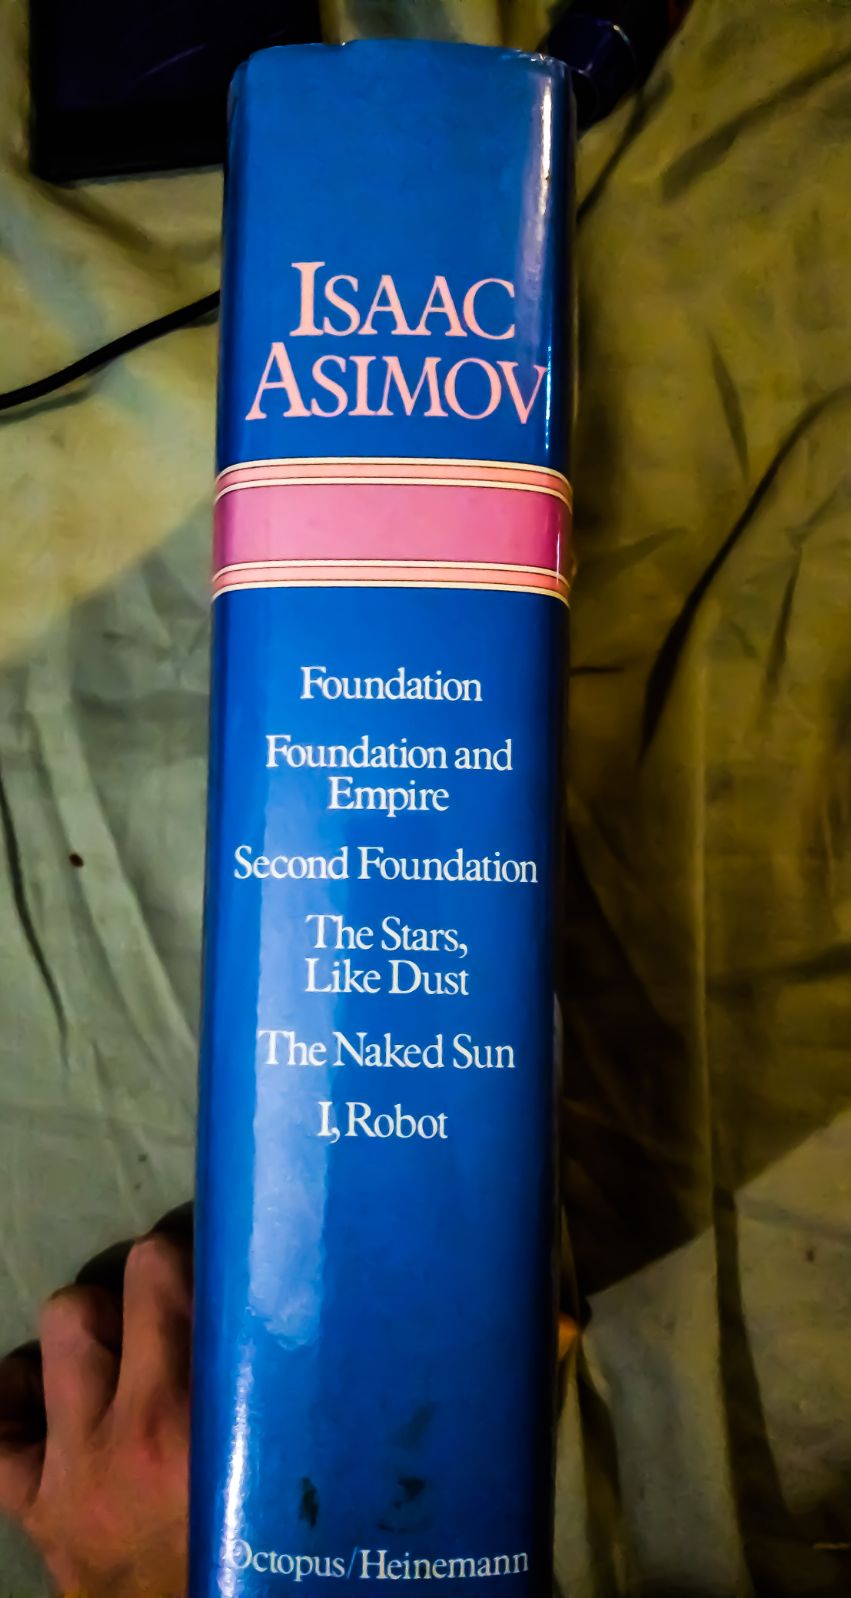 ISAAC
ASIMOV
Foundation
Foundation and
Empire
Second Foundation
The Stars,
Like Dust
The Naked Sun
I, Robot
Octopus/Heinemann